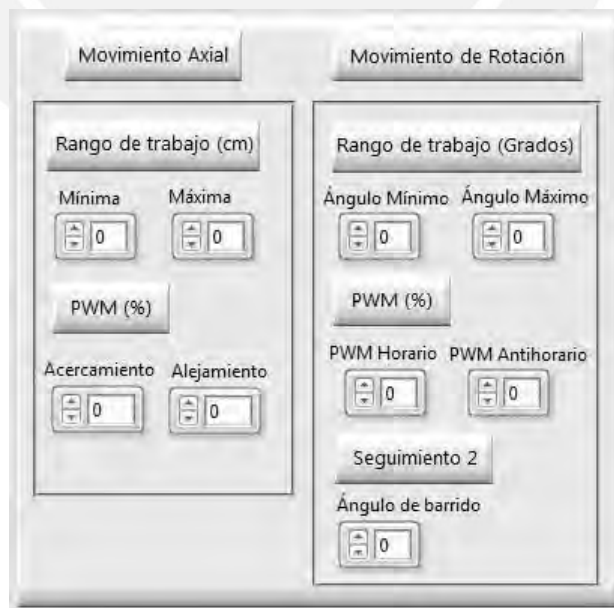 Movimiento Axial
Rango de trabajo (cm)
Mínima Máxima
0 0
PWM (%)
Acercamiento Alejamiento
0 0
Movimiento de Rotación
Rango de trabajo (Grados)
Ángulo Mínimo Ángulo Máximo
0 0
PWM (%)
PWM Horario PWM Antihorario
0 0
Seguimiento 2
Ángulo de barrido
0